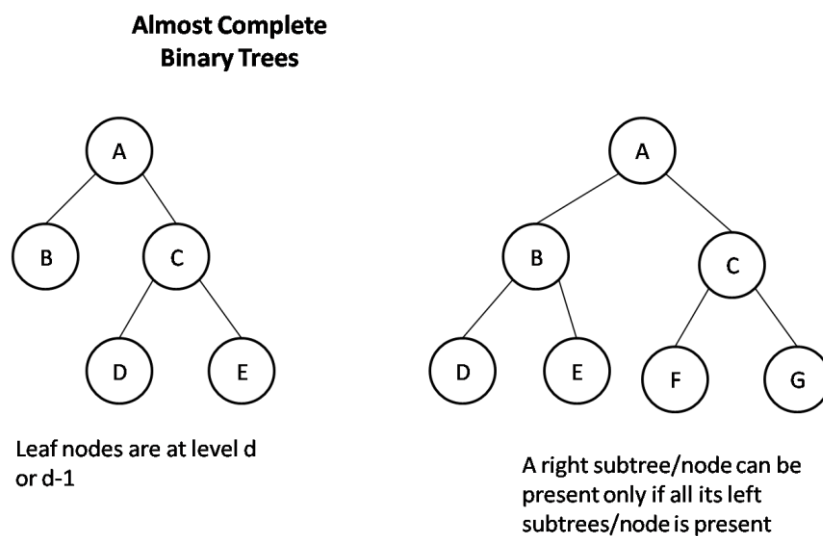 Almost Complete
Binary Trees
A
B
C
D
E
Leaf nodes are at level d
or d-1
A
B
C
D
E
F
G
A right subtree/node can be
present only if all its left
subtrees/node is present